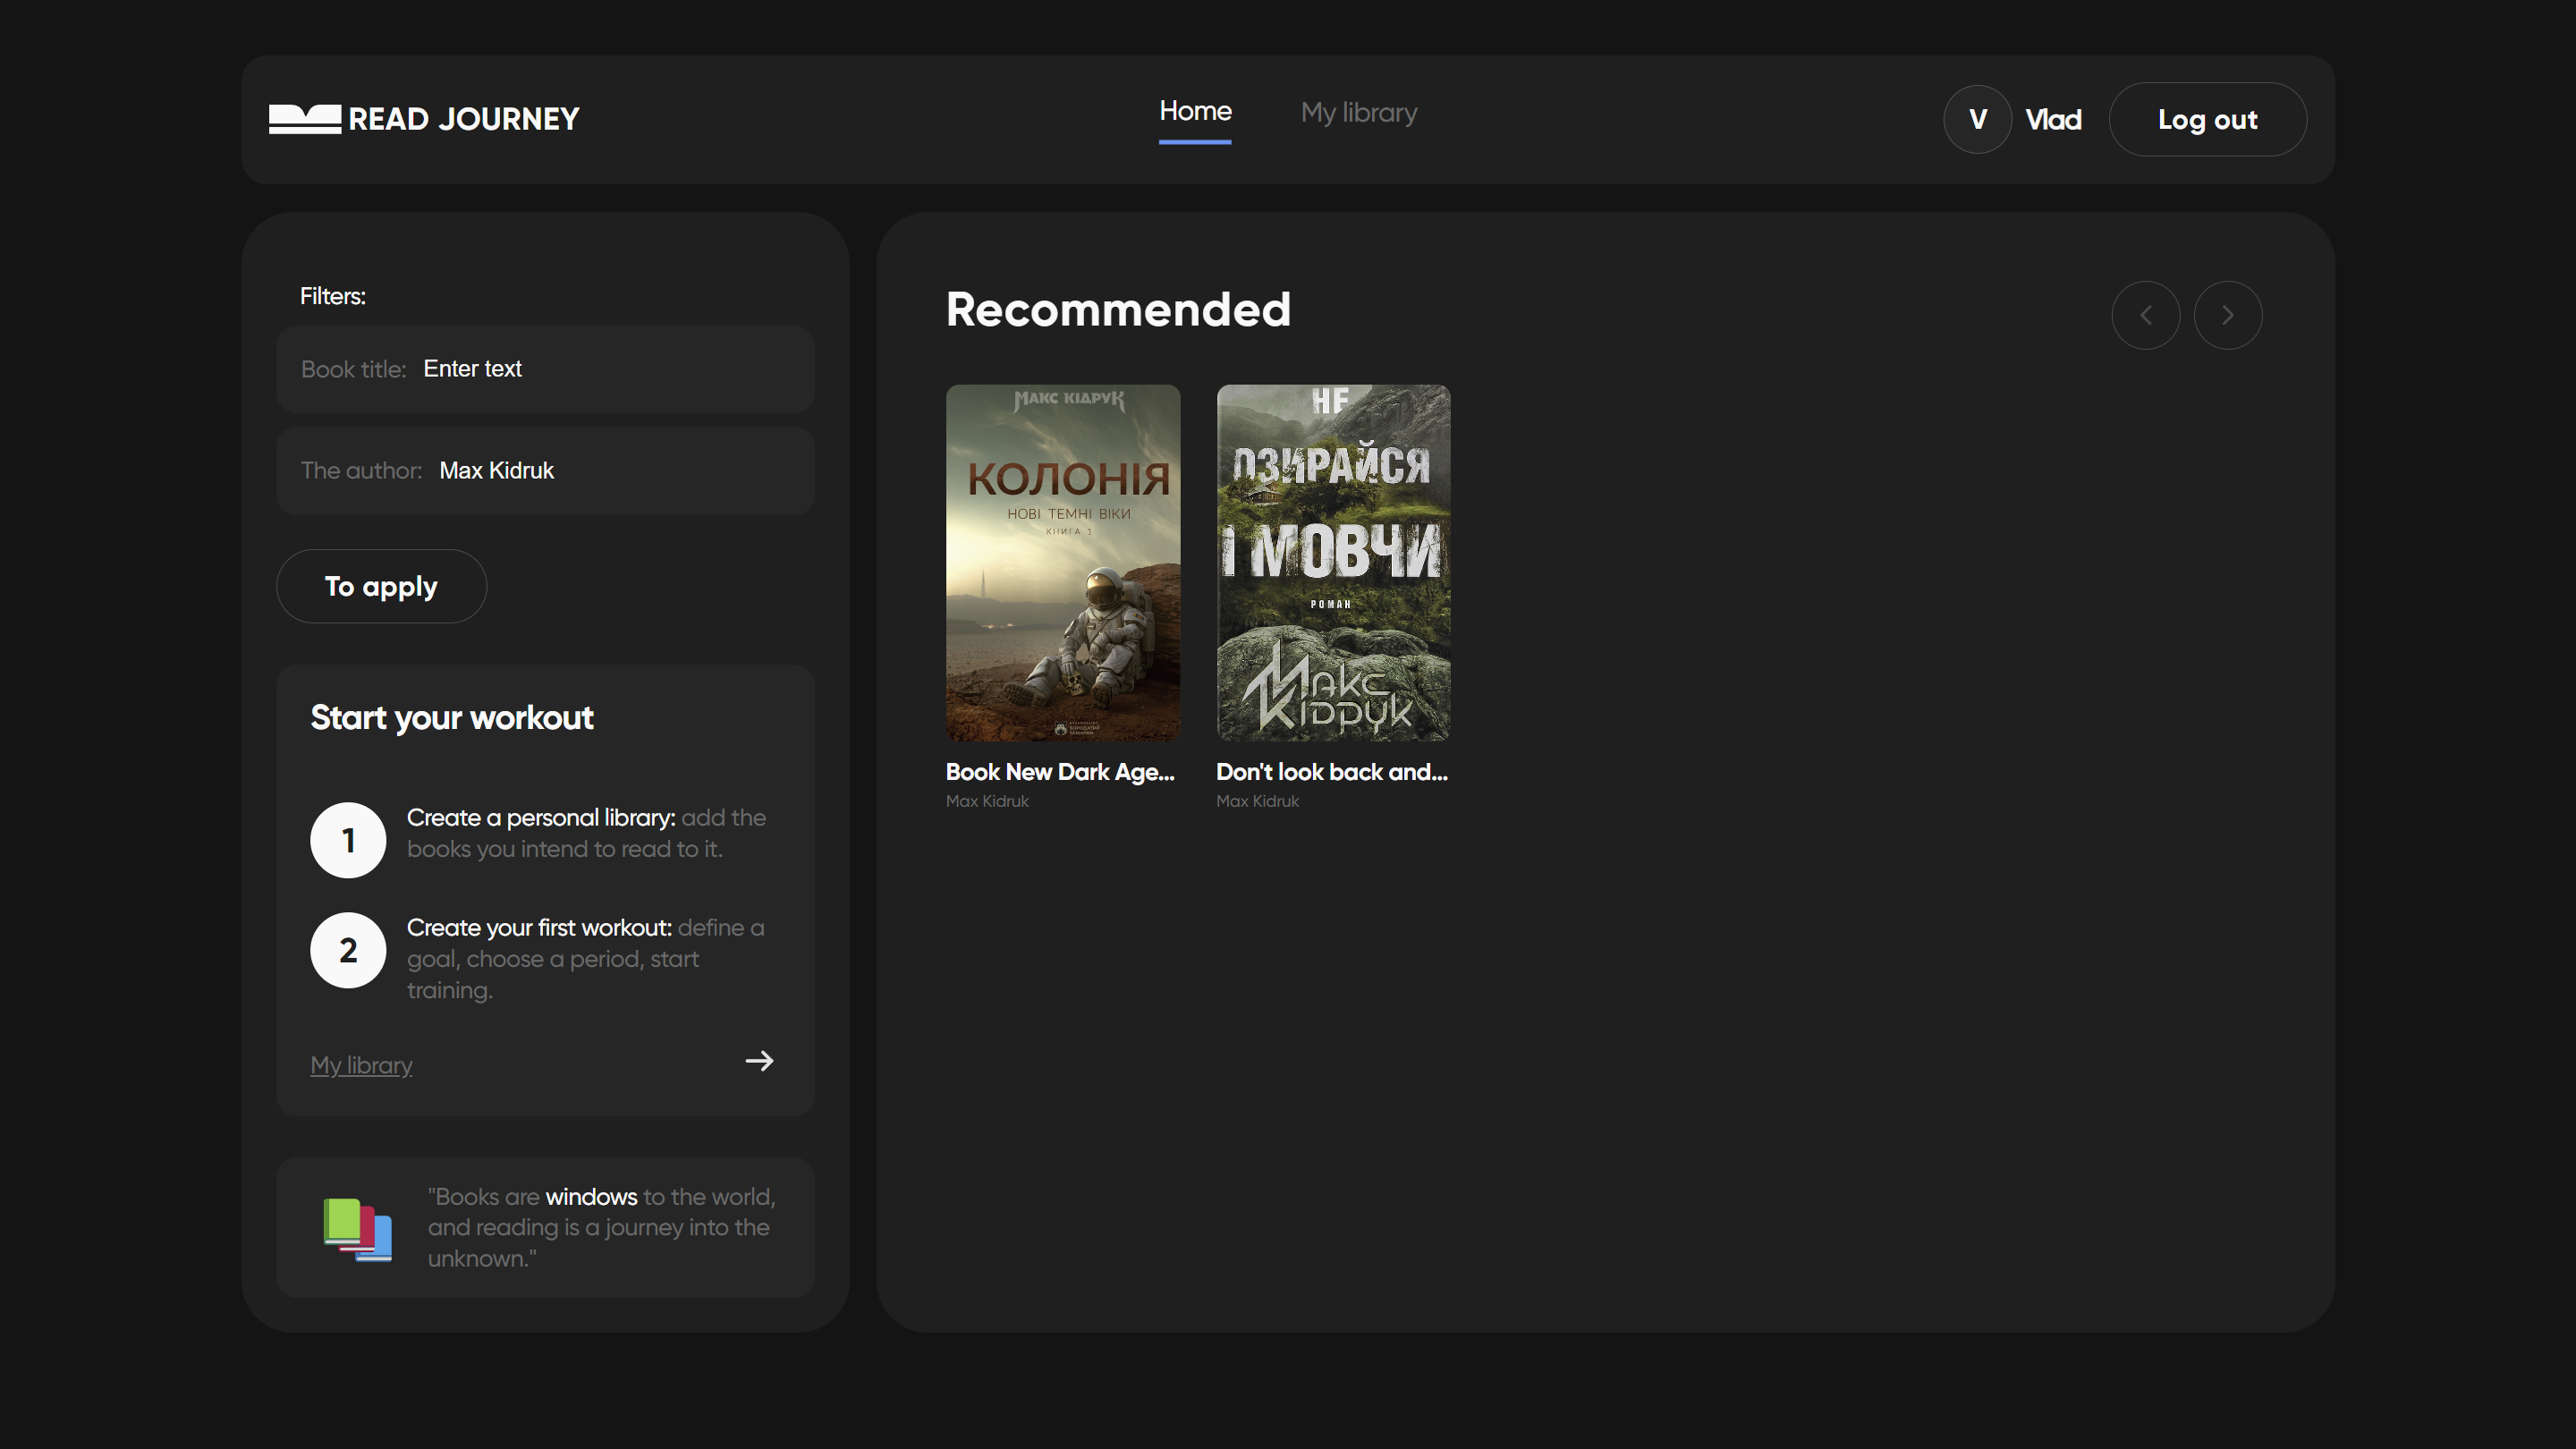 READ JOURNEY
Home
My library
V
Vlad
Log out
Filters:
Book title: Enter text
The author: Max Kidruk
To apply
Start your workout
1
Create a personal library: add the
books you intend to read to it.
2
Create your first workout: define a
goal, choose a period, start
training.
My library
"Books are windows to the world,
and reading is a journey into the
unknown."
Recommended
МАКС КІДРУК
КОЛОНІЯ
НОВІ ТЕМНІ ВІКИ
КНИГА 1
Book New Dark Age...
Max Kidruk
НЕ
ОЗИРАЙСЯ
І МОВЧИ
РОМАН
МАКС
КІДРУК
Don't look back and...
Max Kidruk